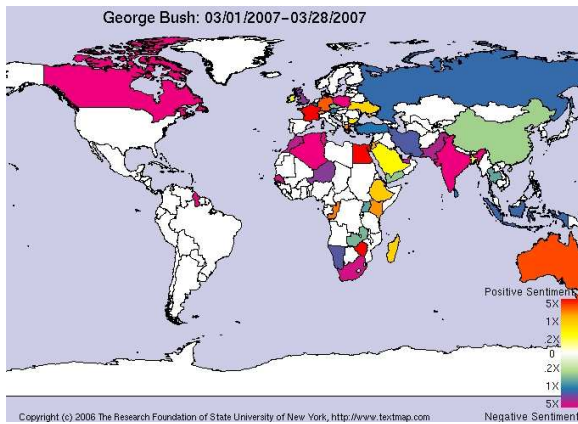 George Bush: 03/01/2007-03/28/2007
Positive Sentiment
5X
1X
.2X
0
.2X
1X
5X
Negative Sentiment
Copyright (c) 2006 The Research Foundation of State University of New York, http://www.textmap.com